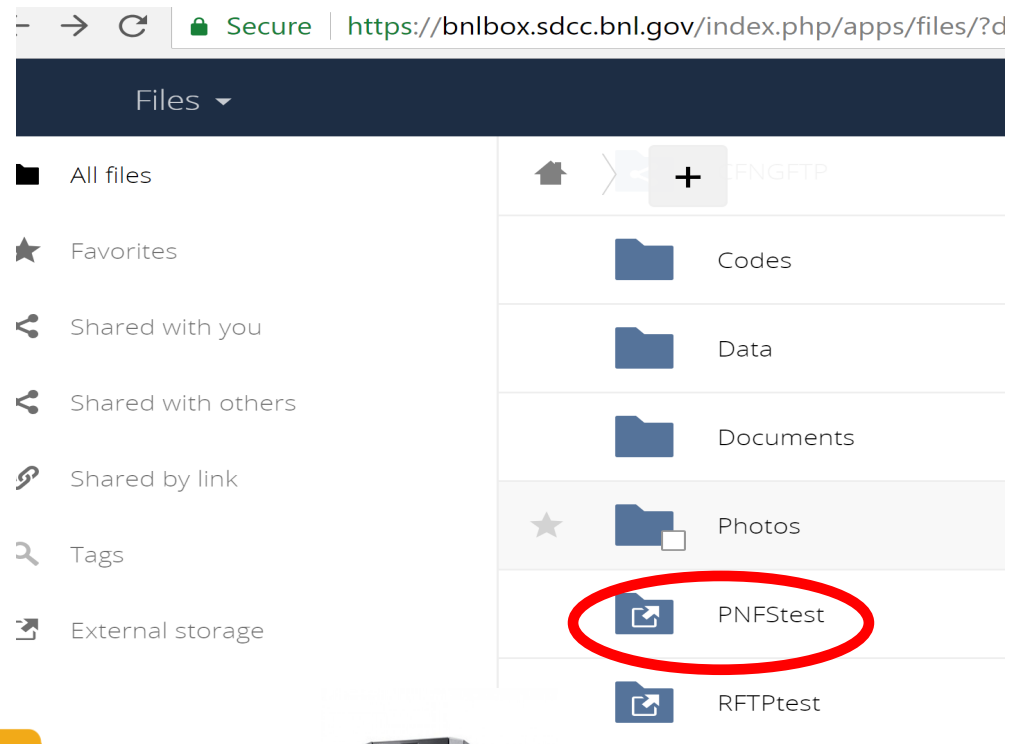 Secure https://bnlbox.sdcc.bnl.gov/index.php/apps/files/?d
Files
All files
Favorites
Shared with you
Shared with others
Shared by link
Tags
External storage
+
Codes
Data
Documents
Photos
PNFStest
RFTPtest